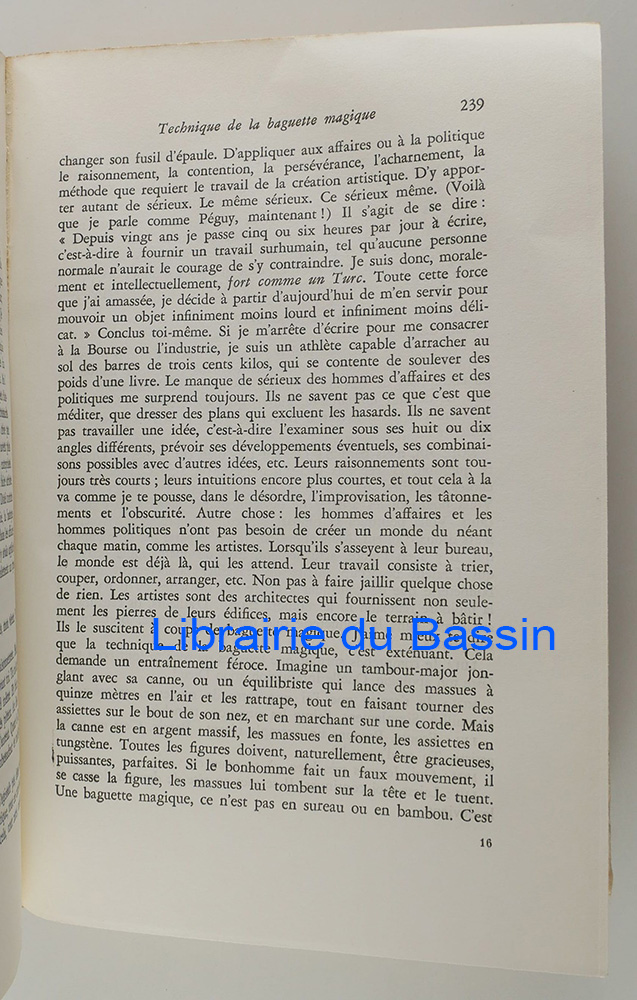 Technique de la baguette magique 239
changer son fusil d'épaule. D'appliquer aux affaires ou à la politique
le raisonnement, la contention, la persévérance, l'acharnement, la
méthode que requiert le travail de la création artistique. D'y appor-
ter autant de sérieux. Le même sérieux. Ce sérieux même. (Voilà
que je parle comme Péguy, maintenant !) Il s'agit de se dire :
« Depuis vingt ans je passe cinq ou six heures par jour à écrire,
c'est-à-dire à fournir un travail surhumain, tel qu'aucune personne
normale n'aurait le courage de s'y contraindre. Je suis donc, morale-
ment et intellectuellement, fort comme un Turc. Toute cette force
que j'ai amassée, je décide à partir d'aujourd'hui de m'en servir pour
mouvoir un objet infiniment moins lourd et infiniment moins déli-
cat. » Conclus toi-même. Si je m'arrête d'écrire pour me consacrer
à la Bourse ou l'industrie, je suis un athlète capable d'arracher au
sol des barres de trois cents kilos, qui se contente de soulever des
poids d'une livre. Le manque de sérieux des hommes d'affaires et des
politiques me surprend toujours. Ils ne savent pas ce que c'est que
méditer, que dresser des plans qui excluent les hasards. Ils ne savent
pas travailler une idée, c'est-à-dire l'examiner sous ses huit ou dix
angles différents, prévoir ses développements éventuels, ses combinai-
sons possibles avec d'autres idées, etc. Leurs raisonnements sont tou-
jours très courts ; leurs intuitions encore plus courtes, et tout cela à la
va comme je te pousse, dans le désordre, l'improvisation, les tâtonne-
ments et l'obscurité. Autre chose : les hommes d'affaires et les
hommes politiques n'ont pas besoin de créer un monde du néant
chaque matin, comme les artistes. Lorsqu'ils s'asseyent à leur bureau,
le monde est déjà là, qui les attend. Leur travail consiste à trier,
couper, ordonner, arranger, etc. Non pas à faire jaillir quelque chose
de rien. Les artistes sont des architectes qui fournissent non seule-
ment les pierres de leurs édifices, mais encore le terrain à bâtir !
Ils le suscitent à coups de baguette magique. J'aime mieux te dire
Librairie du Bassin
que la technique de la baguette magique, c'est exténuant. Cela
demande un entraînement féroce. Imagine un tambour-major jon-
glant avec sa canne, ou un équilibriste qui lance des massues à
quinze mètres en l'air et les rattrape, tout en faisant tourner des
assiettes sur le bout de son nez, et en marchant sur une corde. Mais
la canne est en argent massif, les massues en fonte, les assiettes en
tungstène. Toutes les figures doivent, naturellement, être gracieuses,
puissantes, parfaites. Si le bonhomme fait un faux mouvement, il
se casse la figure, les massues lui tombent sur la tête et le tuent.
Une baguette magique, ce n'est pas en sureau ou en bambou. C'est
16